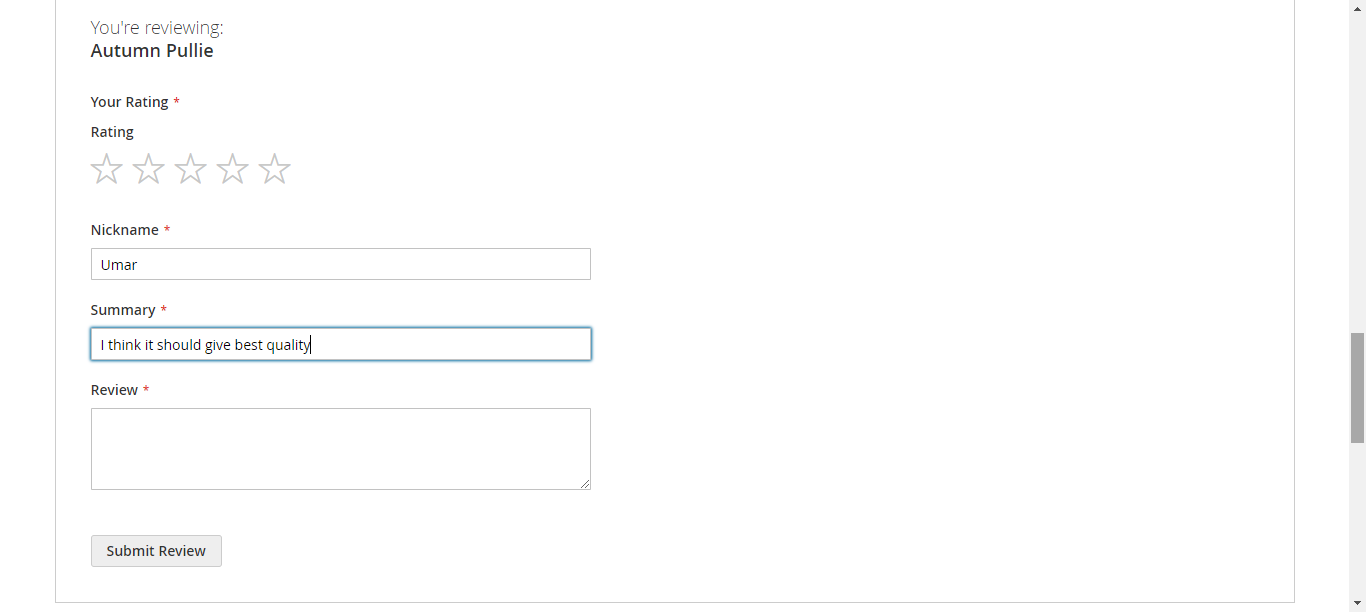 You're reviewing:
Autumn Pullie
Your Rating *
Rating
Nickname *
Umar
Summary *
I think it should give best quality
Review *
Submit Review